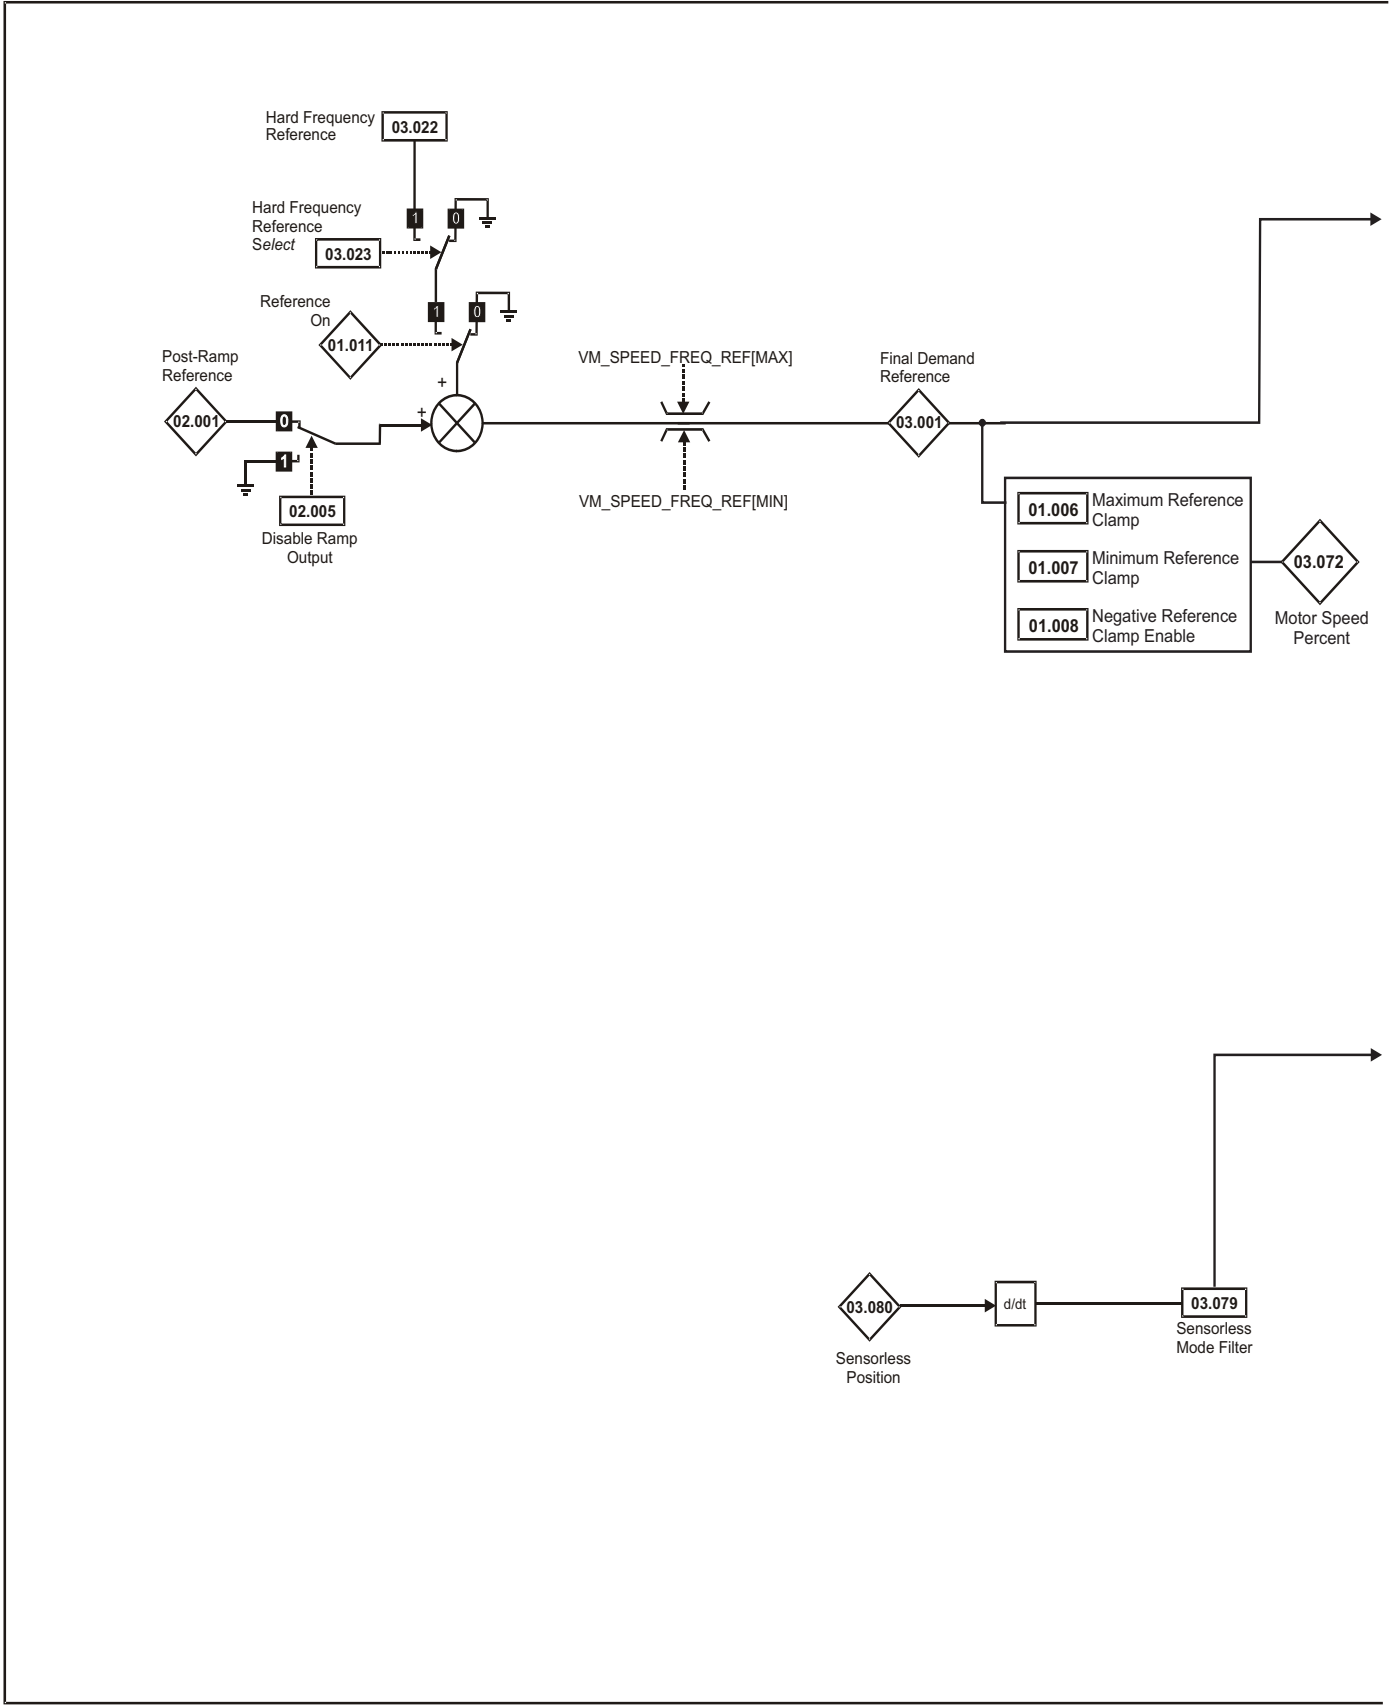 Hard Frequency
Reference
03.022
1
0
Hard Frequency
Reference
Select
03.023
Reference
On
1
0
01.011
Post-Ramp
Reference
+
+
02.001
0
1
02.005
Disable Ramp
Output
VM_SPEED_FREQ_REF[MAX]
VM_SPEED_FREQ_REF[MIN]
Final Demand
Reference
03.001
01.006
Maximum Reference
Clamp
01.007
Minimum Reference
Clamp
01.008
Negative Reference
Clamp Enable
03.072
Motor Speed
Percent
03.080
Sensorless
Position
d/dt
03.079
Sensorless
Mode Filter